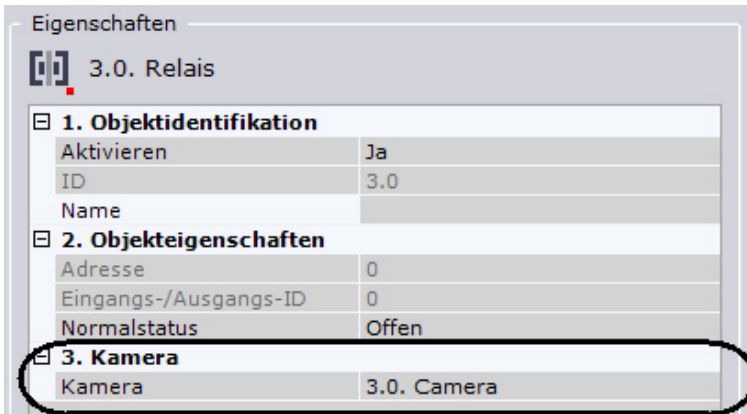 Eigenschaften
3.0. Relais
1. Objektidentifikation
Aktivieren Ja
ID 3.0
Name
2. Objekteigenschaften
Adresse 0
Eingangs-/Ausgangs-ID 0
Normalstatus Offen
3. Kamera
Kamera 3.0. Camera